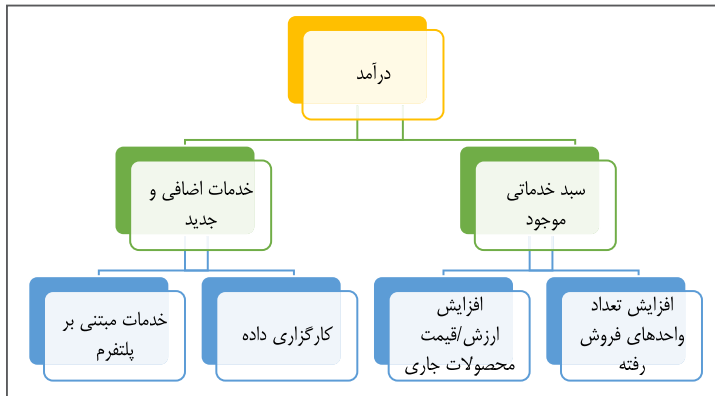 درآمد
سبد خدماتی
موجود
خدمات اضافی و
جدید
افزایش تعداد
واحدهای فروش
رفته
افزایش
ارزش/قیمت
محصولات جاری
کارگزاری داده
خدمات مبتنی بر
پلتفرم